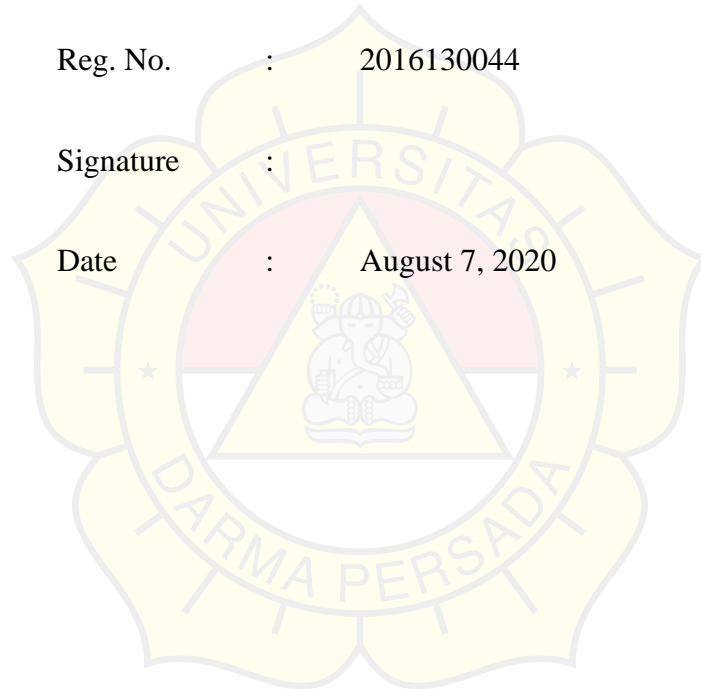 Reg. No. : 2016130044
Signature :
Date : August 7, 2020
UNIVERSITAS
DARMA PERSADA